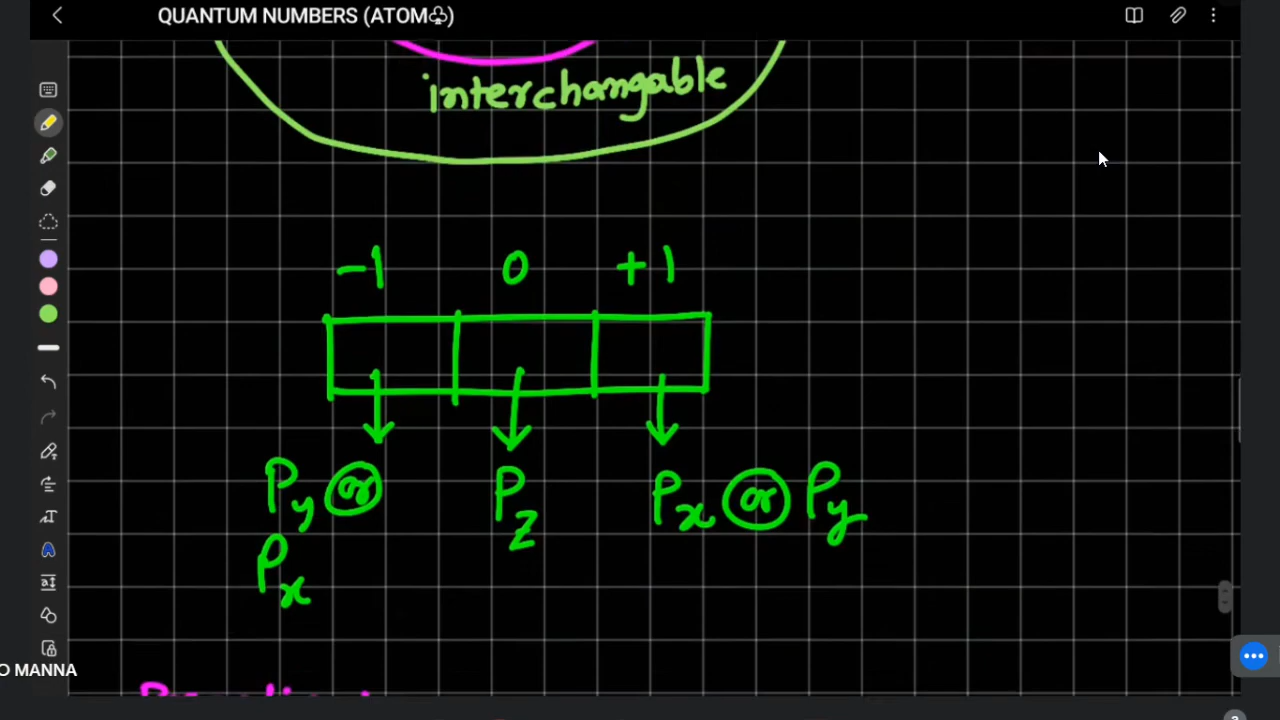 QUANTUM NUMBERS (ATOM♧)
interchangable
-1 0 +1
Py or Pz Px or Py
Px
O MANNA